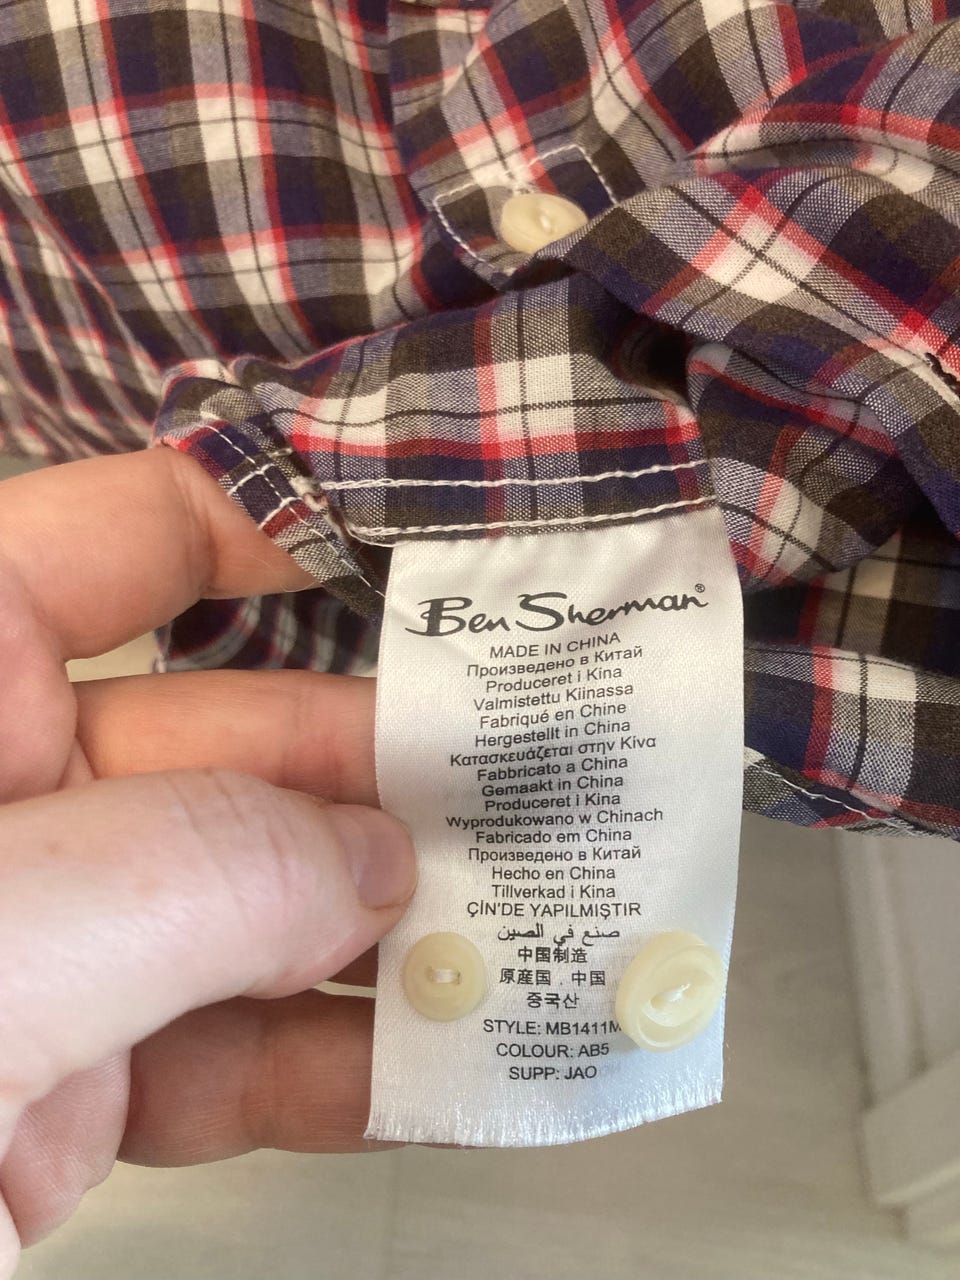 Ben Sherman®
MADE IN CHINA
Произведено в Китай
Produceret i Kina
Valmistettu Kiinassa
Fabriqué en Chine
Hergestellt in China
Κατασκευάζεται στην Κίνα
Fabbricato a China
Gemaakt in China
Produceret i Kina
Wyprodukowano w Chinach
Fabricado em China
Произведено в Китай
Hecho en China
Tillverkad i Kina
ÇİN'DE YAPILMIŞTIR
صنع في الصين
中国制造
原産国 . 中国
중국산
STYLE: MB1411M
COLOUR: AB5
SUPP: JAO